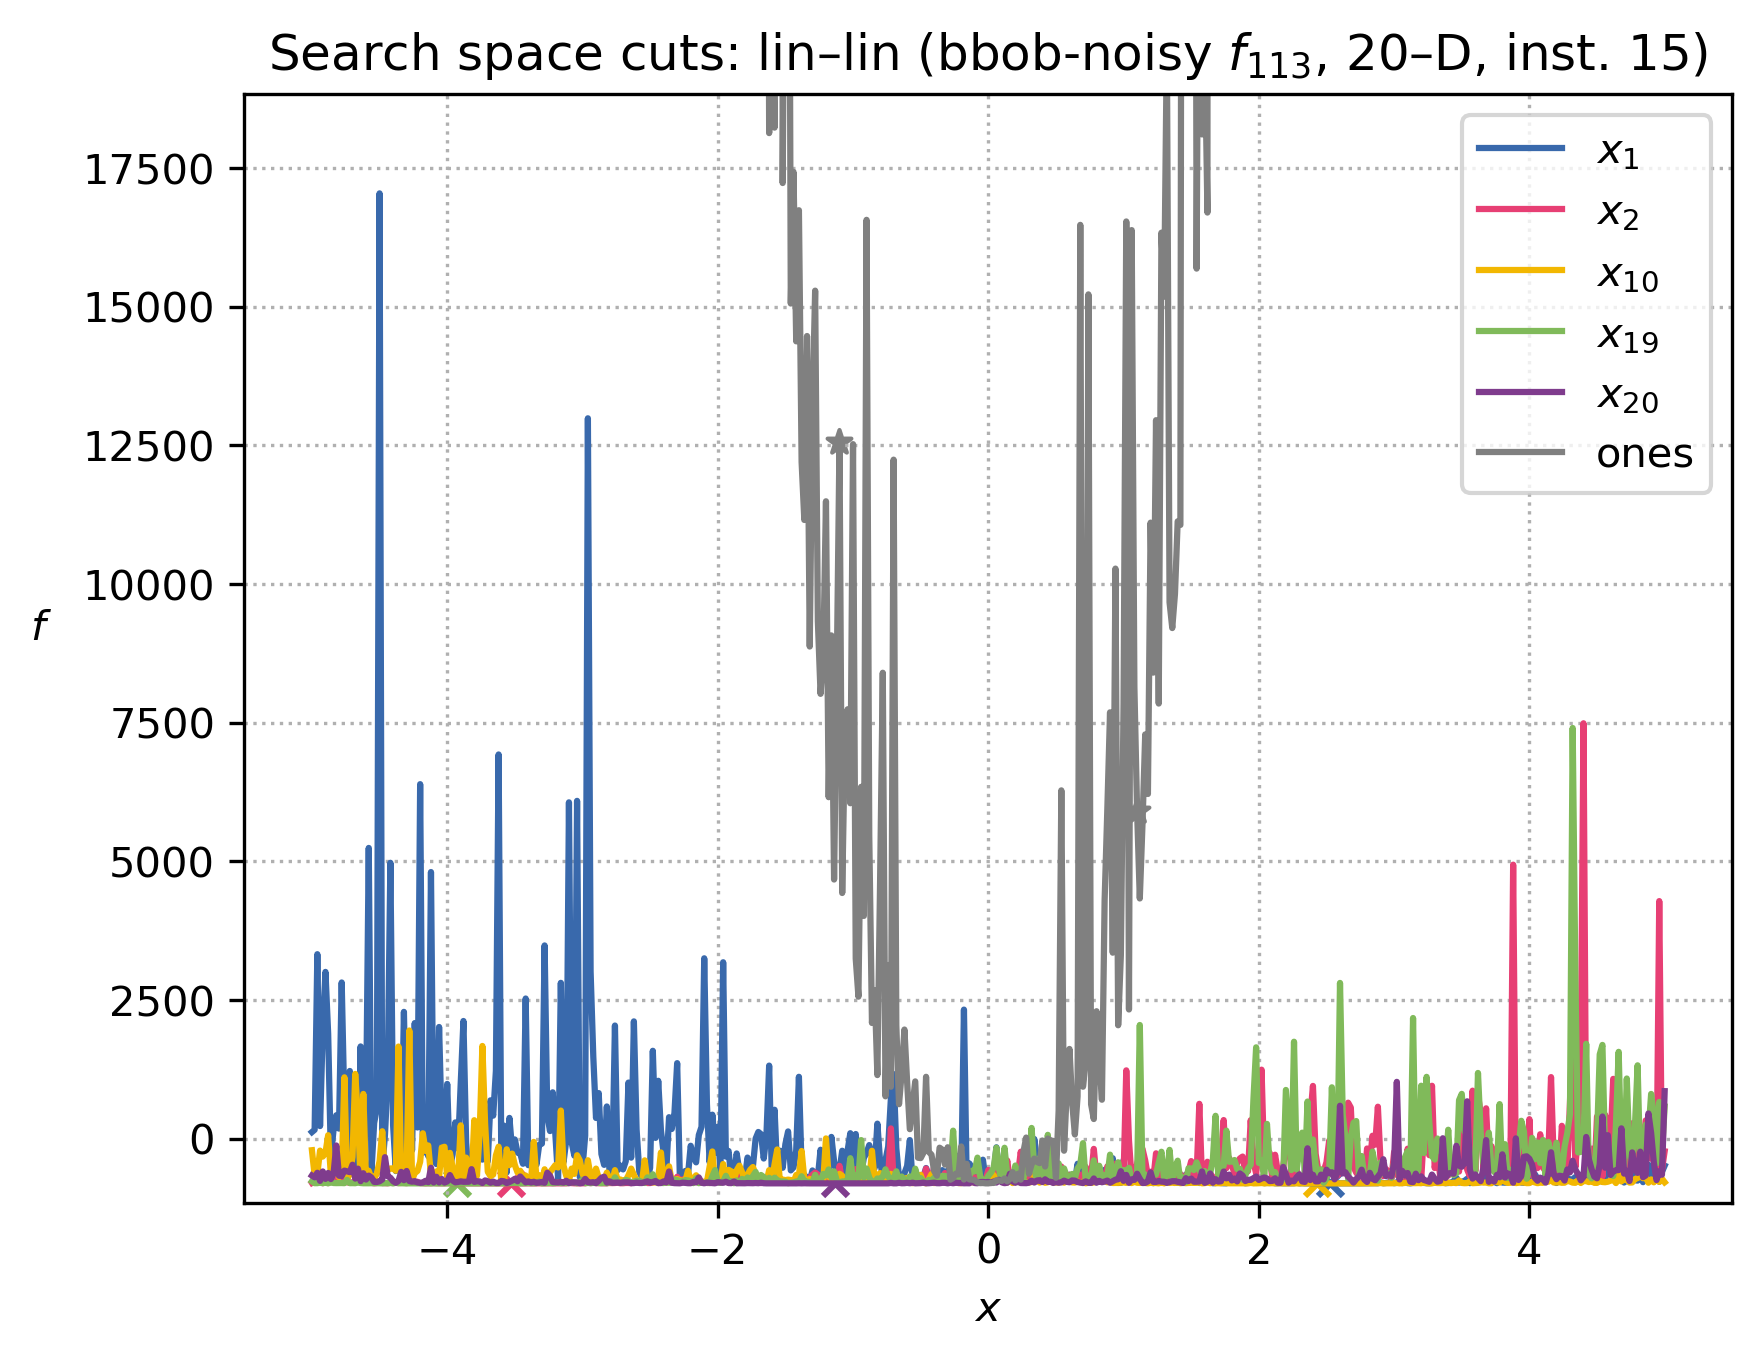 Search space cuts: lin–lin (bbob-noisy f₁₁₃, 20–D, inst. 15)
17500
15000
12500
10000
7500
5000
2500
0
f
−4
−2
0
2
4
x
x₁
x₂
x₁₀
x₁₉
x₂₀
ones